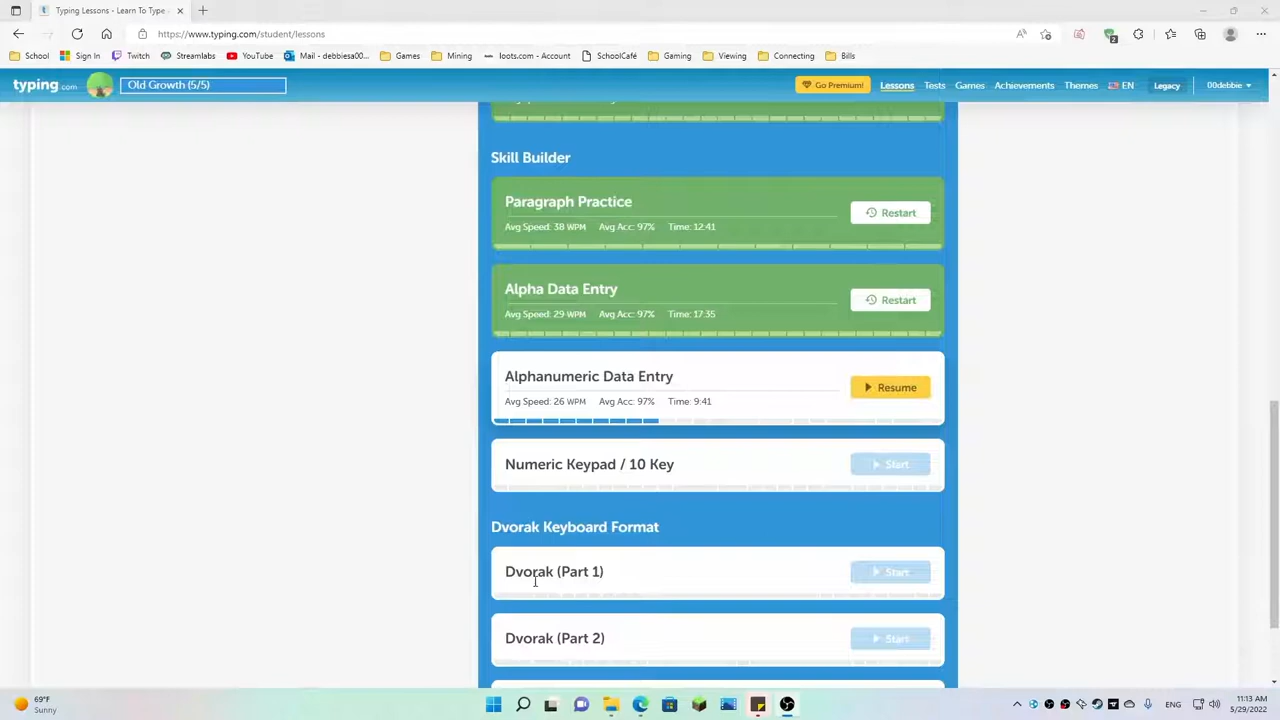 Typing Lessons - Learn To Type
https://www.typing.com/student/lessons
School Sign In Twitch Streamlabs YouTube Mail - debbiesa00... Games Mining loots.com - Account SchoolCafé Gaming Viewing Connecting Bills
typing.com Old Growth (5/5) Go Premium! Lessons Tests Games Achievements Themes EN Legacy 00debbie
Skill Builder
Paragraph Practice
Restart
Avg Speed: 38 WPM Avg Acc: 97% Time: 12:41
Alpha Data Entry
Restart
Avg Speed: 29 WPM Avg Acc: 97% Time: 17:35
Alphanumeric Data Entry
Resume
Avg Speed: 26 WPM Avg Acc: 97% Time: 9:41
Numeric Keypad / 10 Key Start
Dvorak Keyboard Format
Dvorak (Part 1) Start
Dvorak (Part 2) Start
69°F
Sunny
ENG
11:13 AM
5/29/2022